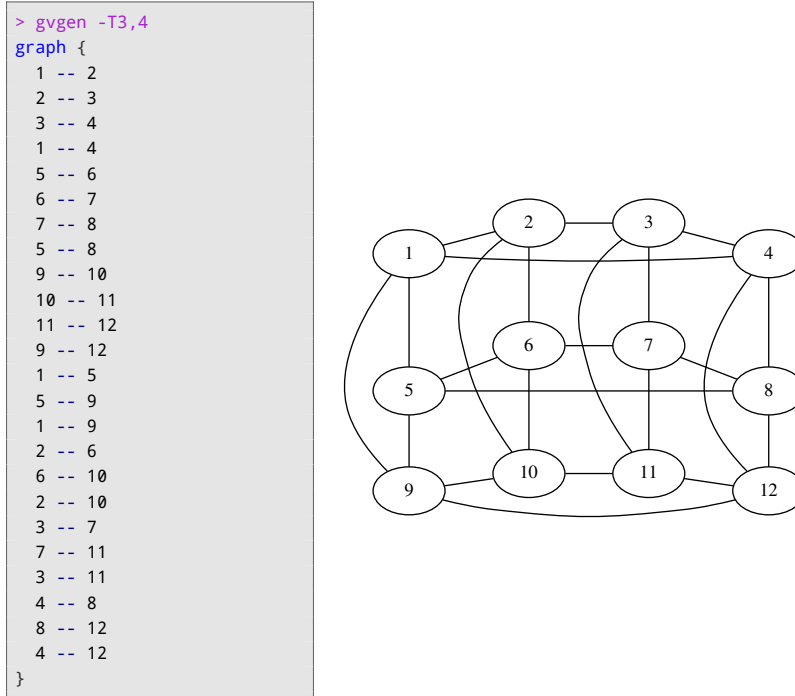 > gvgen -T3,4
graph {
1 -- 2
2 -- 3
3 -- 4
1 -- 4
5 -- 6
6 -- 7
7 -- 8
5 -- 8
9 -- 10
10 -- 11
11 -- 12
9 -- 12
1 -- 5
5 -- 9
1 -- 9
2 -- 6
6 -- 10
2 -- 10
3 -- 7
7 -- 11
3 -- 11
4 -- 8
8 -- 12
4 -- 12
}
1
2
3
4
5
6
7
8
9
10
11
12